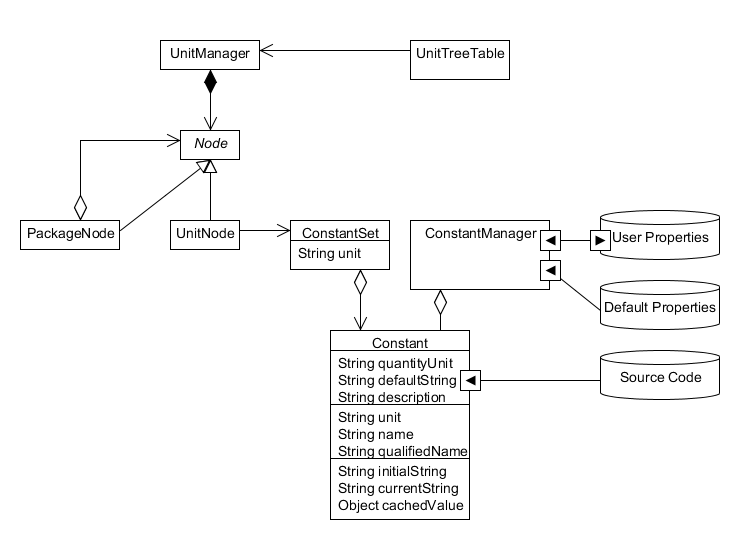 UnitManager
UnitTreeTable
Node
PackageNode
UnitNode
ConstantSet
String unit
ConstantManager
User Properties
Default Properties
Source Code
Constant
String quantityUnit
String defaultString
String description
String unit
String name
String qualifiedName
String initialString
String currentString
Object cachedValue